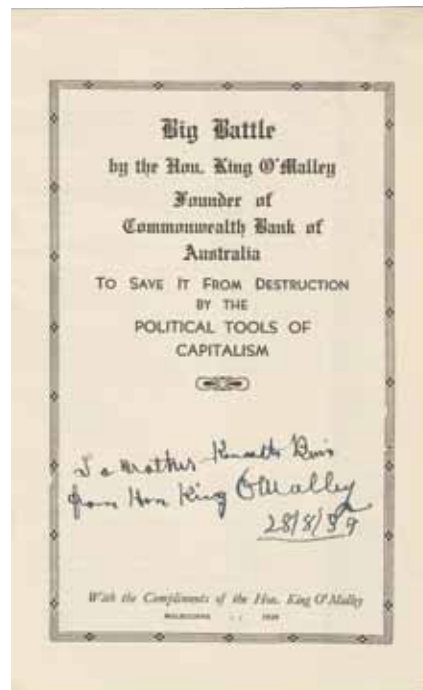 Big Battle
by the Hon. King O'Malley
Founder of
Commonwealth Bank of
Australia
TO SAVE IT FROM DESTRUCTION
BY THE
POLITICAL TOOLS OF
CAPITALISM
Brother Kenneth
from Hon King O'Malley
28/8/39
With the Compliments of the Hon. King O'Malley
MELBOURNE